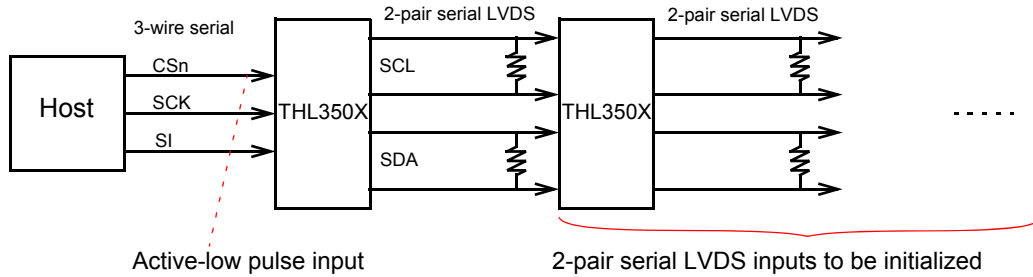 3-wire serial
2-pair serial LVDS
2-pair serial LVDS
Host
CSn
SCK
SI
THL350X
SCL
SDA
THL350X
.....
Active-low pulse input
2-pair serial LVDS inputs to be initialized